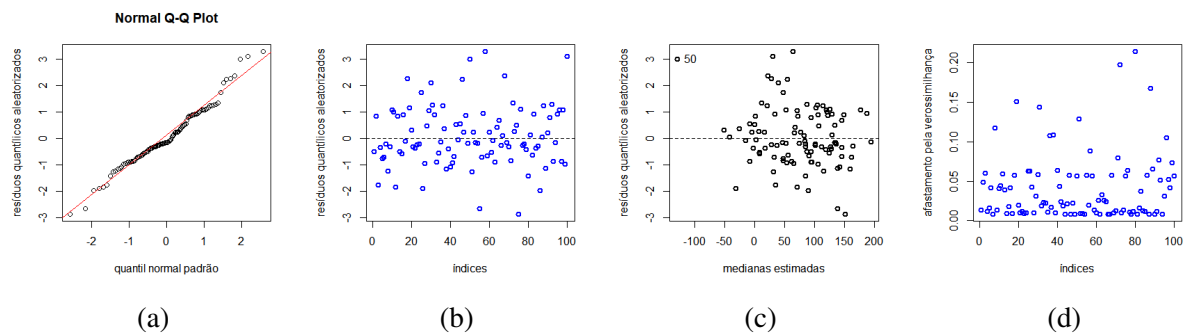 Normal Q-Q Plot
resíduos quantílicos aleatorizados
3
2
1
0
-1
-2
-3
-2 -1 0 1 2
quantil normal padrão
(a)
resíduos quantílicos aleatorizados
3
2
1
0
-1
-2
-3
0 20 40 60 80 100
índices
(b)
resíduos quantílicos aleatorizados
3
2
1
0
-1
-2
-3
50
-100 -50 0 50 100 150 200
medianas estimadas
(c)
afastamento pela verossimilhança
0.20
0.15
0.10
0.05
0.00
0 20 40 60 80 100
índices
(d)